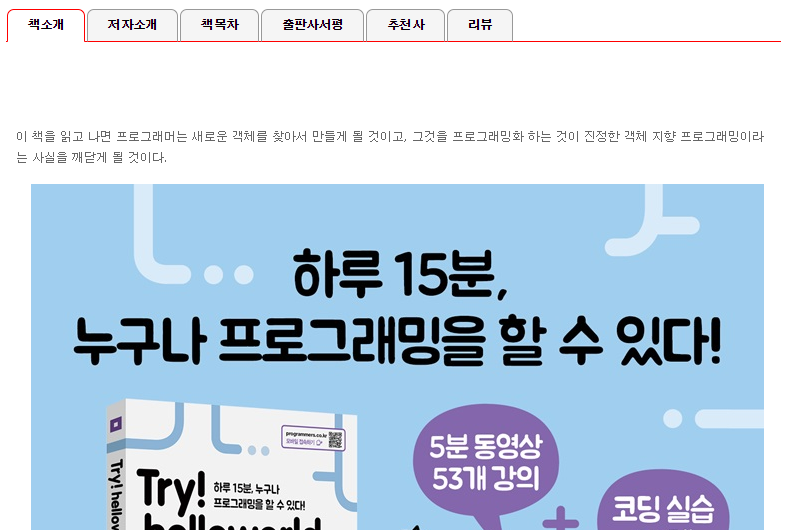 책소개 저자소개 책목차 출판사서평 추천사 리뷰
이 책을 읽고 나면 프로그래머는 새로운 객체를 찾아서 만들게 될 것이고, 그것을 프로그래밍화 하는 것이 진정한 객체 지향 프로그래밍이라
는 사실을 깨닫게 될 것이다.
하루 15분,
누구나 프로그래밍을 할 수 있다!
programmers.co.kr
모바일 접속하기
5분 동영상
53개 강의
Try!
하루 15분, 누구나
프로그래밍을 할 수 있다!
helloworld
Try! hellow
코딩 실습